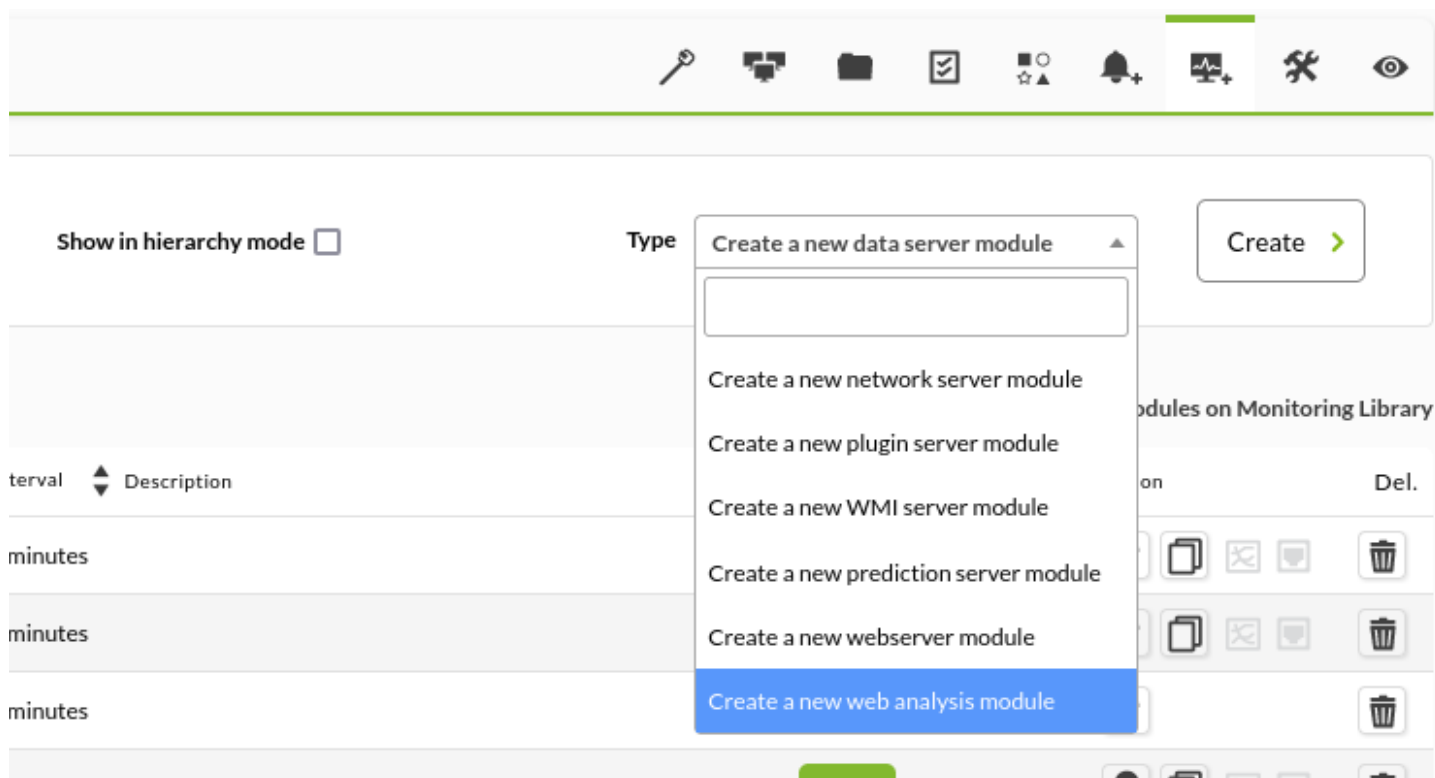 Show in hierarchy mode
Type
Create a new data server module
Create
Create a new network server module
odules on Monitoring Library
Create a new plugin server module
terval
Description
on
Del.
Create a new WMI server module
minutes
Create a new prediction server module
minutes
Create a new webserver module
Create a new web analysis module
minutes